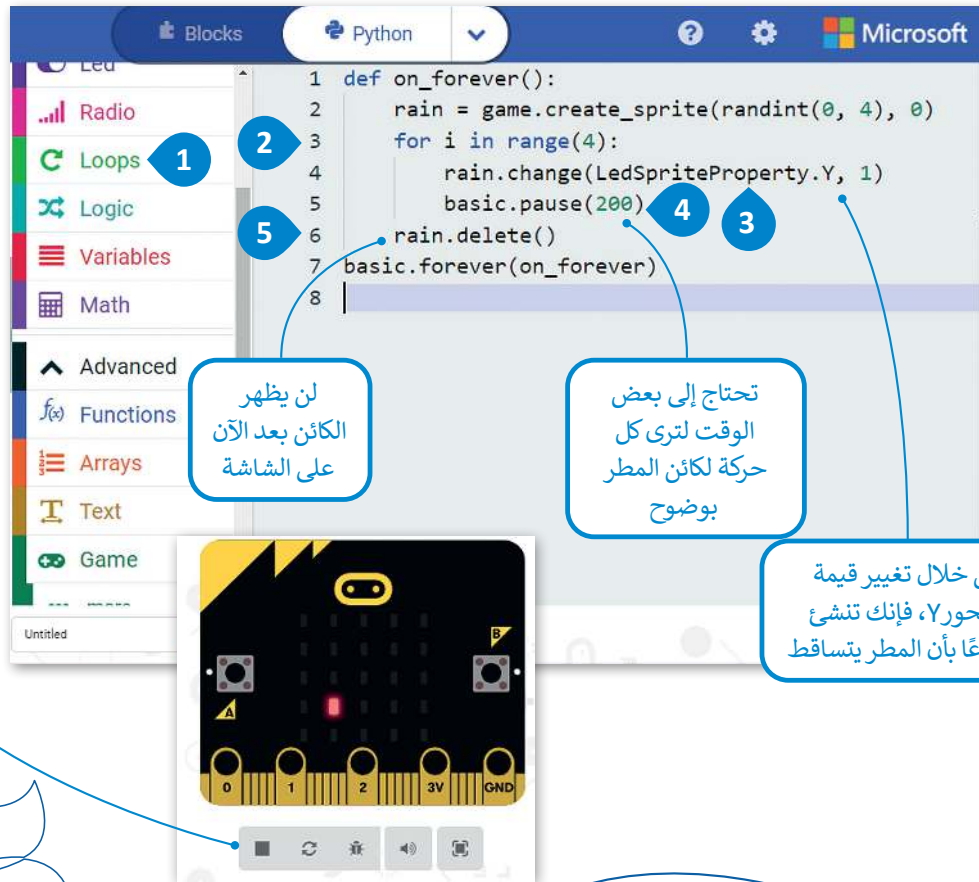 Blocks
Python
Microsoft
Radio
Loops
Logic
Variables
Math
Advanced
Functions
Arrays
Text
Game
Untitled
1 def on_forever():
2 rain = game.create_sprite(randint(0, 4), 0)
3 for i in range(4):
4 rain.change(LedSpriteProperty.Y, 1)
5 basic.pause(200)
6 rain.delete()
7 basic.forever(on_forever)
8
1
2
3
4
5
لن يظهر
الكائن بعد الآن
على الشاشة
تحتاج إلى بعض
الوقت لترى كل
حركة لكائن المطر
بوضوح
خلال تغيير قيمة
Y، فإنك تنشئ
بأن المطر يتساقط
A
B
0 1 2 3V GND